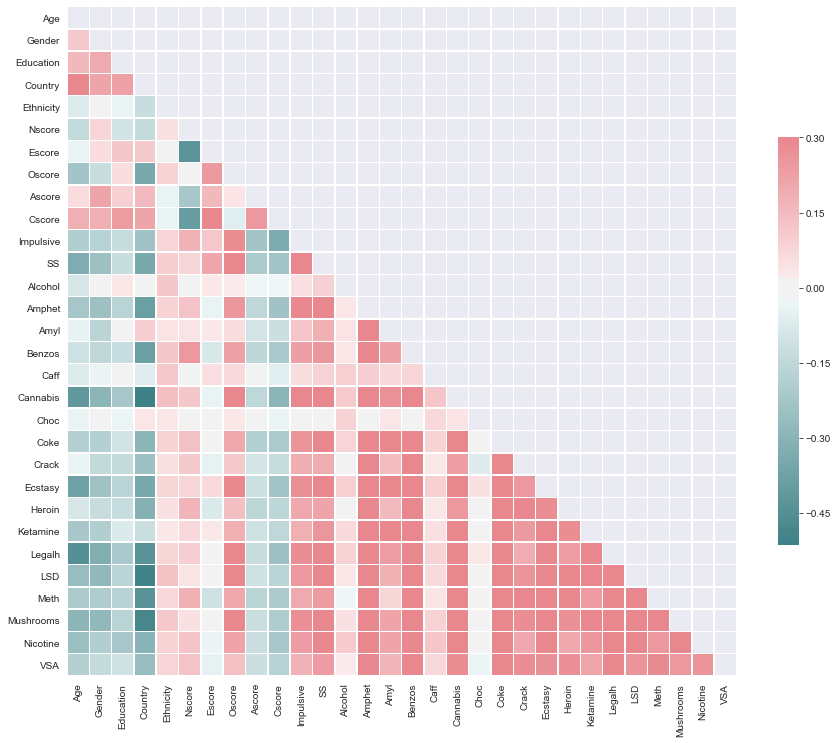 Age
Gender
Education
Country
Ethnicity
Nscore
Escore
Oscore
Ascore
Cscore
Impulsive
SS
Alcohol
Amphet
Amyl
Benzos
Caff
Cannabis
Choc
Coke
Crack
Ecstasy
Heroin
Ketamine
Legalh
LSD
Meth
Mushrooms
Nicotine
VSA
Age
Gender
Education
Country
Ethnicity
Nscore
Escore
Oscore
Ascore
Cscore
Impulsive
SS
Alcohol
Amphet
Amyl
Benzos
Caff
Cannabis
Choc
Coke
Crack
Ecstasy
Heroin
Ketamine
Legalh
LSD
Meth
Mushrooms
Nicotine
VSA
0.30
0.15
0.00
−0.15
−0.30
−0.45